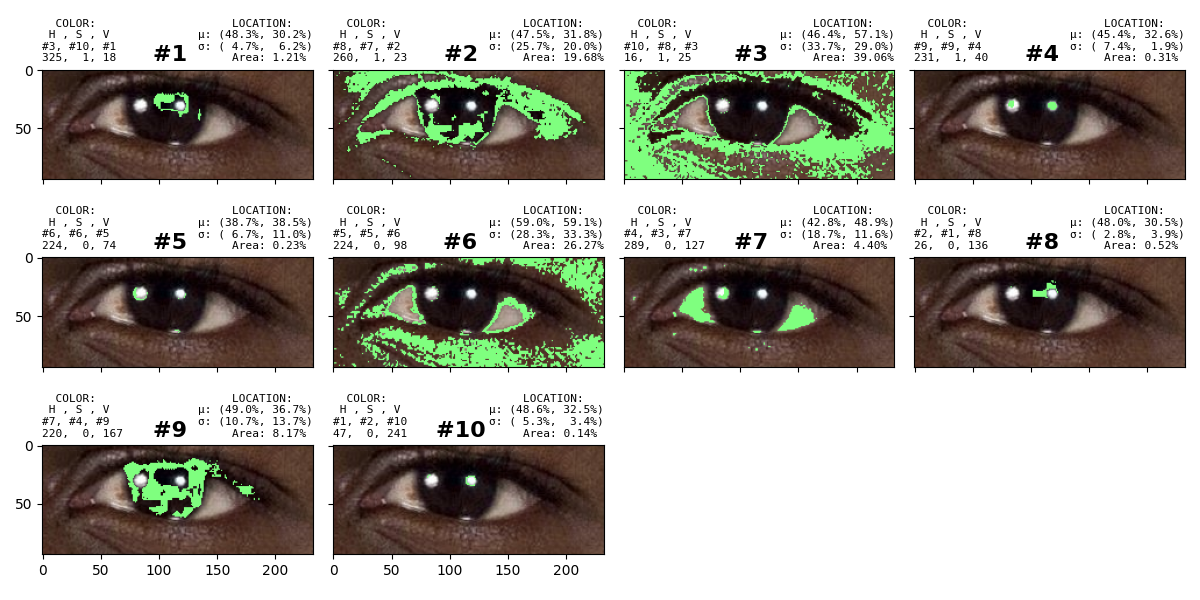 COLOR: LOCATION:
H , S , V μ: (48.3%, 30.2%)
#3, #10, #1 #1 σ: ( 4.7%,  6.2%)
325,  1, 18 Area: 1.21%
COLOR: LOCATION:
H , S , V μ: (47.5%, 31.8%)
#8, #7, #2 #2 σ: (25.7%, 20.0%)
260,  1, 23 Area: 19.68%
COLOR: LOCATION:
H , S , V μ: (46.4%, 57.1%)
#10, #8, #3 #3 σ: (33.7%, 29.0%)
16,  1, 25 Area: 39.06%
COLOR: LOCATION:
H , S , V μ: (45.4%, 32.6%)
#9, #9, #4 #4 σ: ( 7.4%,  1.9%)
231,  1, 40 Area: 0.31%
0
50
COLOR: LOCATION:
H , S , V μ: (38.7%, 38.5%)
#6, #6, #5 #5 σ: ( 6.7%, 11.0%)
224,  0, 74 Area: 0.23%
COLOR: LOCATION:
H , S , V μ: (59.0%, 59.1%)
#5, #5, #6 #6 σ: (28.3%, 33.3%)
224,  0, 98 Area: 26.27%
COLOR: LOCATION:
H , S , V μ: (42.8%, 48.9%)
#4, #3, #7 #7 σ: (18.7%, 11.6%)
289,  0, 127 Area: 4.40%
COLOR: LOCATION:
H , S , V μ: (48.0%, 30.5%)
#2, #1, #8 #8 σ: ( 2.8%,  3.9%)
26,  0, 136 Area: 0.52%
0
50
COLOR: LOCATION:
H , S , V μ: (49.0%, 36.7%)
#7, #4, #9 #9 σ: (10.7%, 13.7%)
220,  0, 167 Area: 8.17%
COLOR: LOCATION:
H , S , V μ: (48.6%, 32.5%)
#1, #2, #10 #10 σ: ( 5.3%,  3.4%)
47,  0, 241 Area: 0.14%
0
50
0 50 100 150 200
0 50 100 150 200